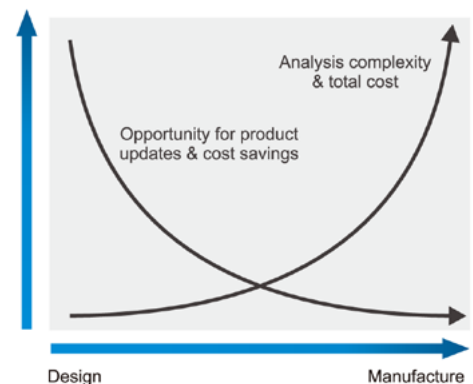 Analysis complexity
& total cost
Opportunity for product
updates & cost savings
Design
Manufacture